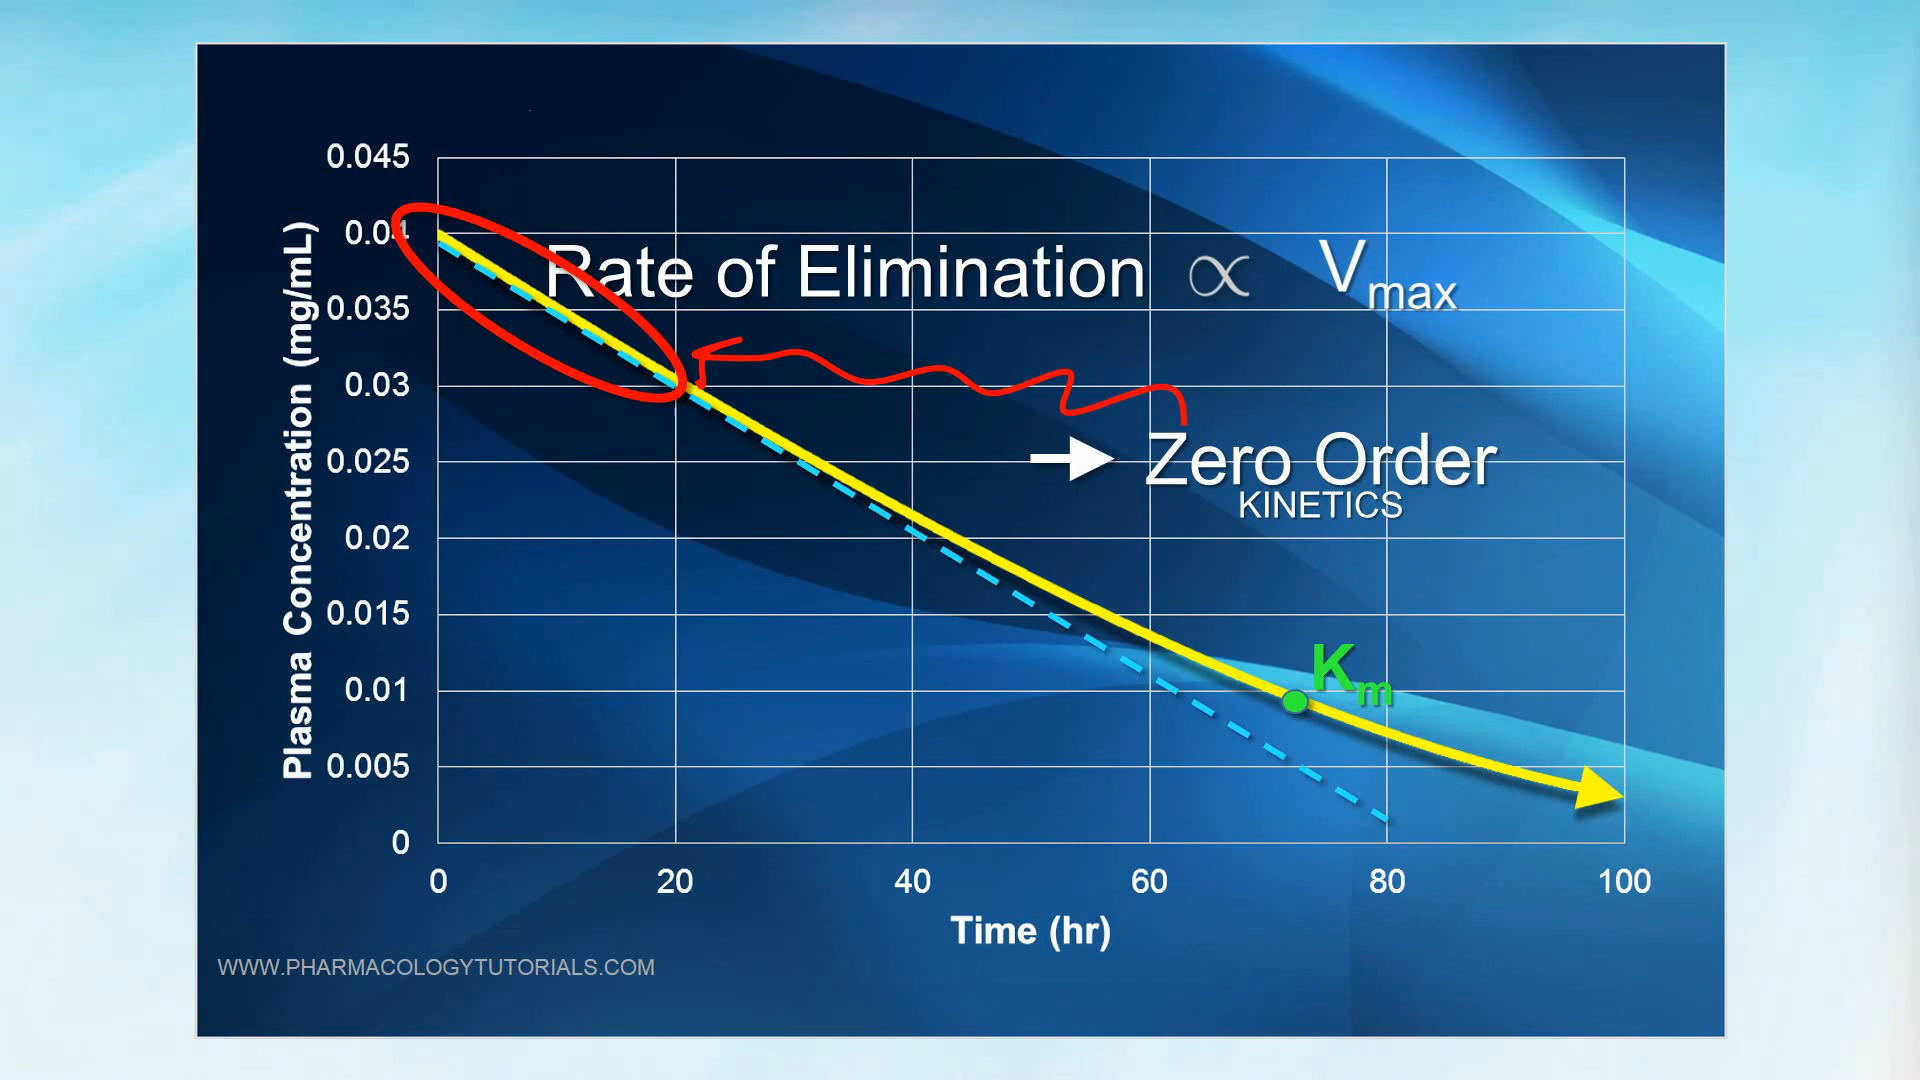 0.045
0.04
0.035
0.03
0.025
0.02
0.015
0.01
0.005
0
Plasma Concentration (mg/mL)
Rate of Elimination ∝ Vmax
Zero Order
KINETICS
Km
0 20 40 60 80 100
Time (hr)
WWW.PHARMACOLOGYTUTORIALS.COM